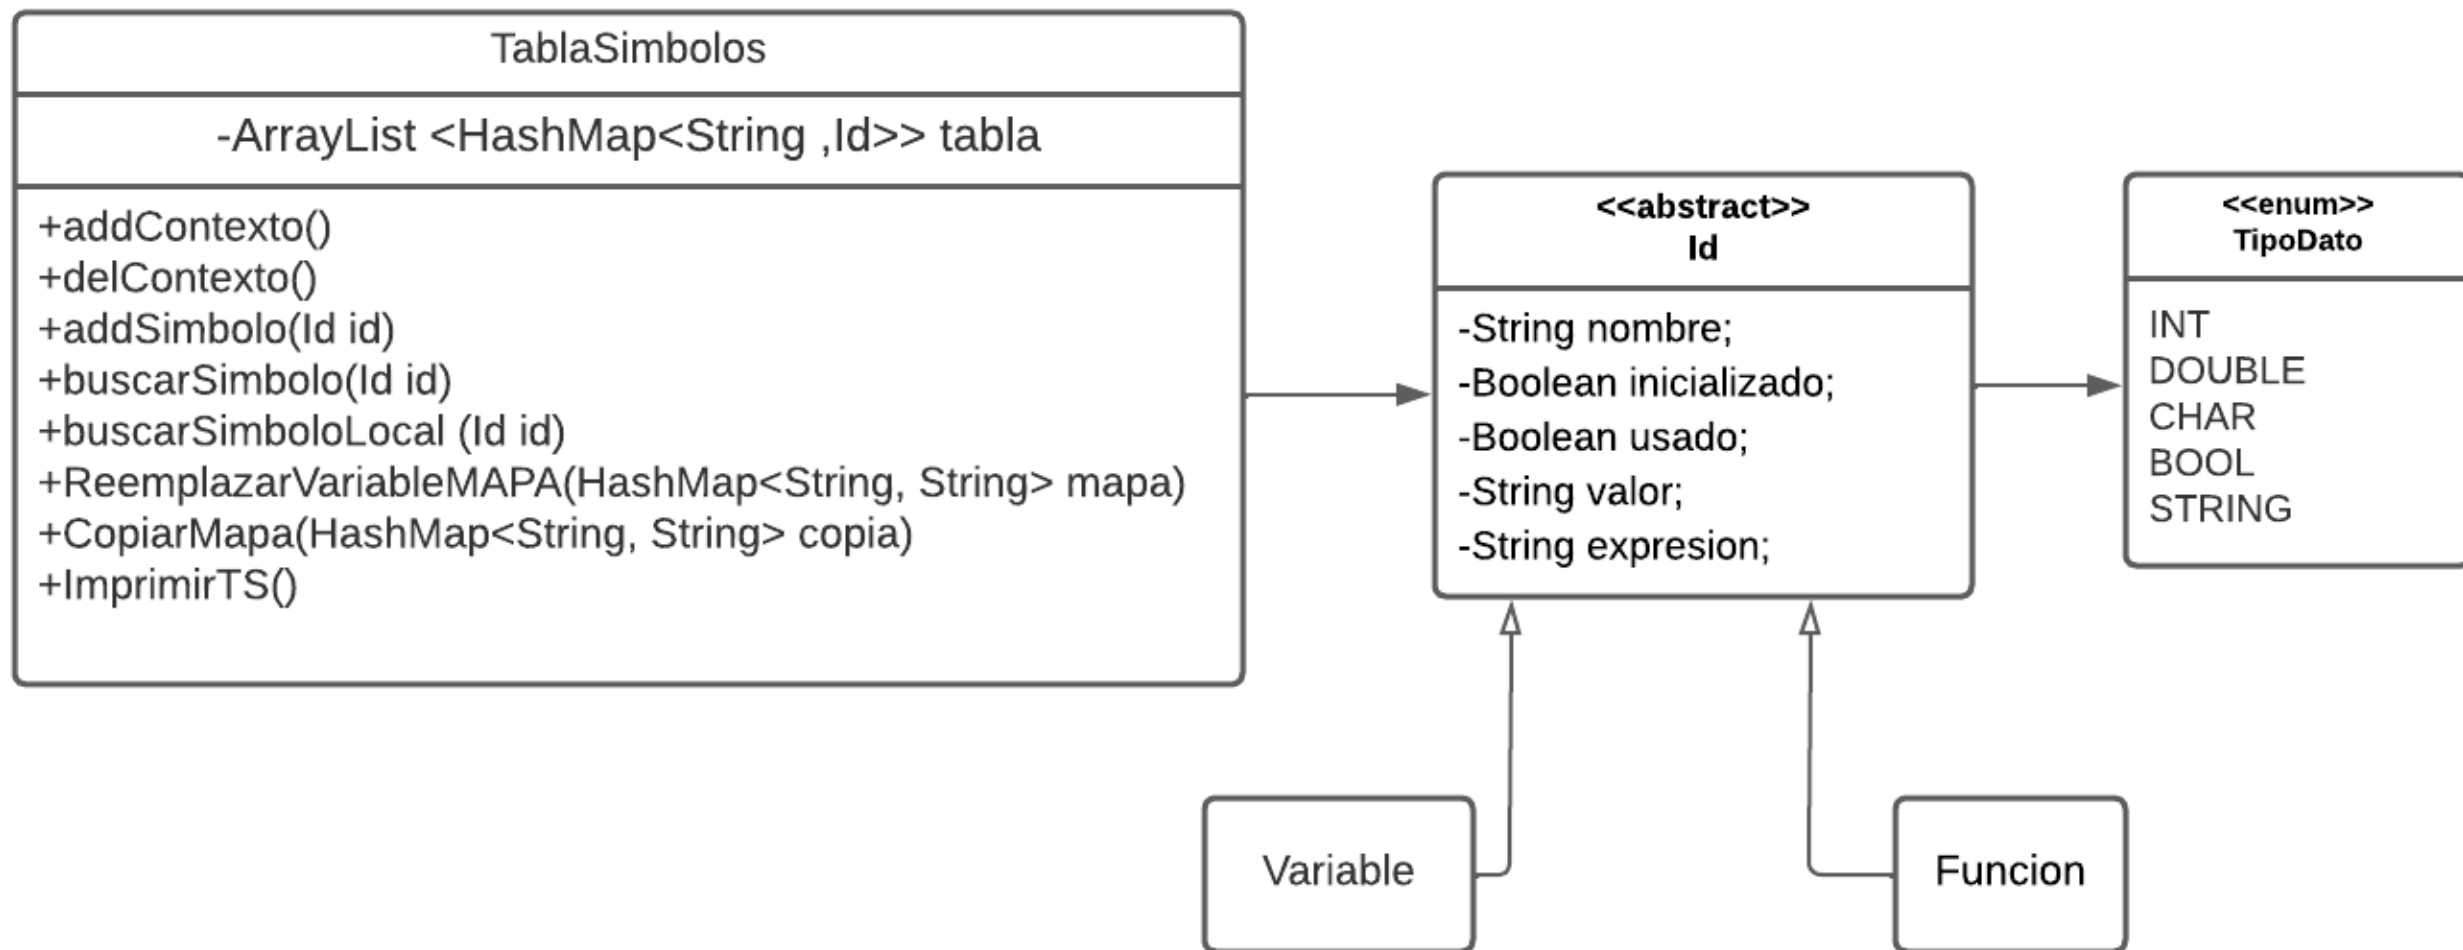 TablaSimbolos
-ArrayList <HashMap<String ,Id>> tabla
+addContexto()
+delContexto()
+addSimbolo(Id id)
+buscarSimbolo(Id id)
+buscarSimboloLocal (Id id)
+ReemplazarVariableMAPA(HashMap<String, String> mapa)
+CopiarMapa(HashMap<String, String> copia)
+ImprimirTS()
<<abstract>>
Id
-String nombre;
-Boolean inicializado;
-Boolean usado;
-String valor;
-String expresion;
<<enum>>
TipoDato
INT
DOUBLE
CHAR
BOOL
STRING
Variable
Funcion